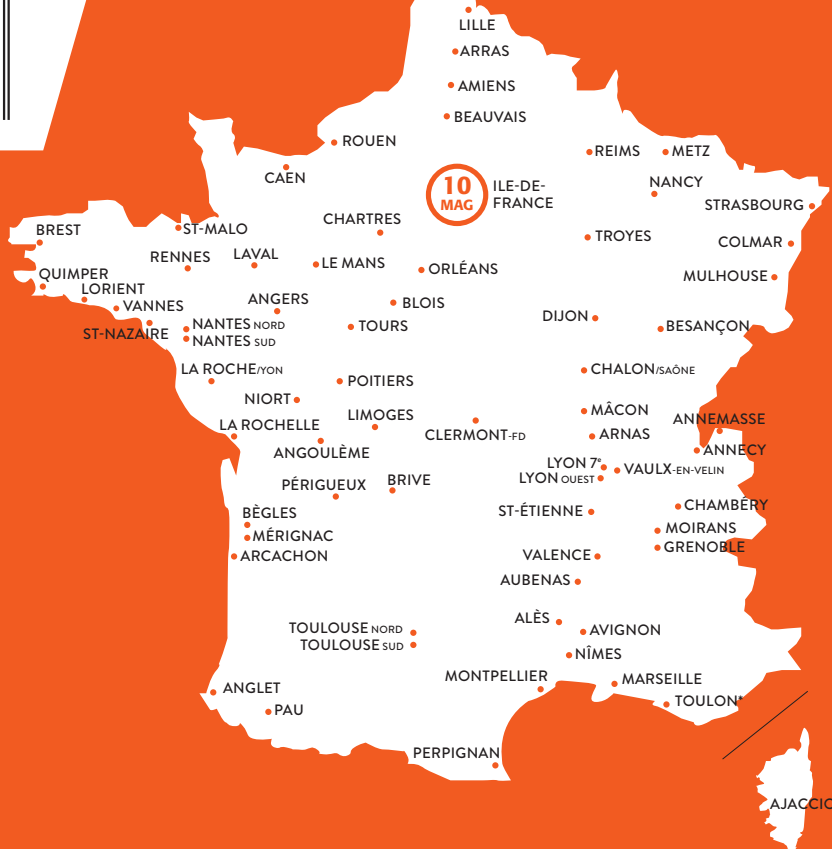 LILLE
ARRAS
AMIENS
BEAUVAIS
ROUEN
REIMS
METZ
CAEN
10
MAG
ILE-DE-
FRANCE
NANCY
STRASBOURG
CHARTRES
BREST
ST-MALO
TROYES
COLMAR
RENNES
LAVAL
LE MANS
ORLÉANS
QUIMPER
MULHOUSE
LORIENT
VANNES
ANGERS
BLOIS
DIJON
BESANÇON
ST-NAZAIRE
NANTES NORD
NANTES SUD
TOURS
LA ROCHE/YON
POITIERS
CHALON/SAÔNE
NIORT
LIMOGES
MÂCON
ANNEMASSE
LA ROCHELLE
CLERMONT-FD
ARNAS
ANGOULÊME
ANNECY
LYON 7e
LYON OUEST
VAULX-EN-VELIN
PÉRIGUEUX
BRIVE
BÈGLES
ST-ÉTIENNE
CHAMBÉRY
MÉRIGNAC
MOIRANS
ARCACHON
GRENOBLE
VALENCE
AUBENAS
ALÈS
TOULOUSE NORD
TOULOUSE SUD
AVIGNON
NÎMES
MONTPELLIER
MARSEILLE
ANGLET
TOULON*
PAU
PERPIGNAN
AJACCIO